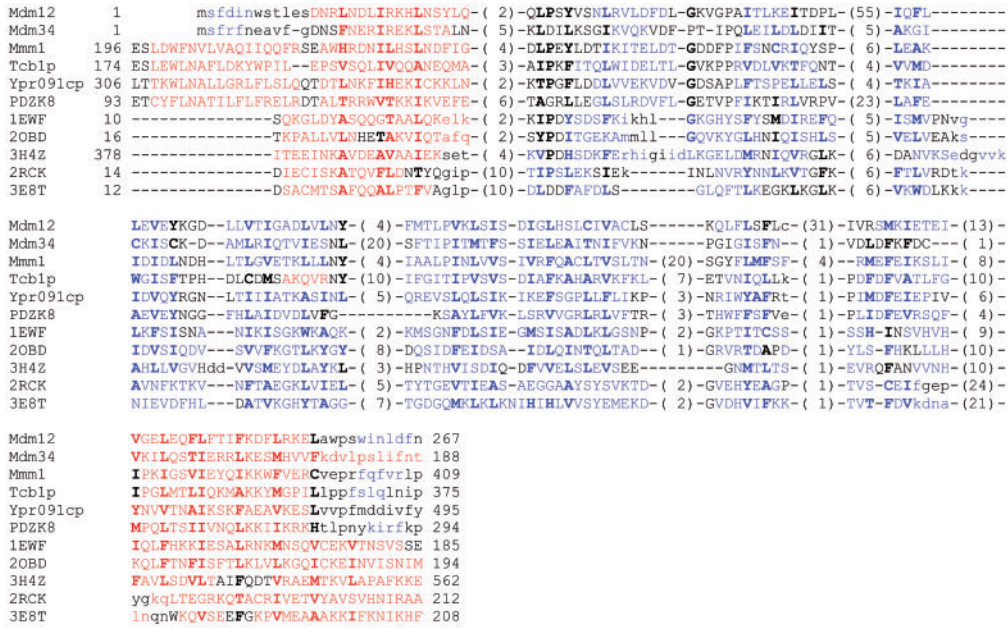 Mdm12 1 --------------msfdinwstlesDNRLNDLIRKHLNSYLQ-( 2)-QLPSYVSNLRVLDFDL-GKVGPAITLKEITDPL-(55)-IQFL------
Mdm34 1 --------------msfrfneavf-gDNSFNERIREKLSTALN-( 5)-KLDILKSGIKVQKVDF-PT-IPQLEILDLDIIT-( 5)-AKGI------
Mmm1 196 ESLDWFNVLVAQIIQQFRSEAWHRDNILHSLNDFIG-( 4)-DLPEYLDTIKITELDT-GDDFPIFSNCRIQYSP-( 6)-LEAK------
Tcb1p 174 ESLEWLNAFLDKYWPIL--EPSVSQLIVQQANEQMA-( 4)-AIPKFITQLWIDELTL-GVKPPRVDLVKTFQNT-( 4)-VVMD------
Ypr091cp 306 LTTKWLNALLGRLFLSLQQTDTLNKFIHEKICKKLN-( 4)-KTPGFLDDLVVEKVDV-GDSAPLFTSPELLELS-( 4)-TKIA------
PDZK8 93 ETCYFLNATILFLFRELRDTALTRRWVTKKIKVEFE-( 6)-TAGRLLEGLSLRDVFL-GETVPFIKTIRLVRPV-(23)-LAFE------
1EWF 10 ---------------SQKGLDYASQQGTAALQKelk-( 6)-KIPDYSDSFKikhl--GKGHYSFYSMDIREFQ-( 6)-ISMVPNvg--
2OBD 16 ---------------TKPALLVLNHETAKVIQTafq-( 6)-SYPDITGEKAmmll--GQVKYGLHNIQISHLS-( 5)-VELVEAks--
3H4Z 378 ---------------ITEEINKAVDEAVAAIEKset-( 4)-KVPDHSDKFErhigiidLKGELDMRNIQVRGLK-( 6)-DANVKSedgvvk
2RCK 14 ---------------DIECISKATQVFLDNTYQgip-(10)-TIPSLEKSIEk-----INLNVRYNNLKVTGFK-( 6)-FTLVRDtk--
3E8T 12 ---------------DSACMTSAFQQALPTFVAglp-(10)-DLDDFAFDLS------GLQFTLKEGKLKGLK-( 6)-VKWDLKkk--
Mdm12 LEVEYKGD--LLVTIGADLVLNY-( 4)-FMTLPVKLSIS-DIGLHSLCIVACLS-----KQLFLSFLc-(31)-IVRSMKIETEI-(13)-
Mdm34 CKISCK-D--AMLRIQTVIESNL-(20)-SFTIPITMTFS-SIELEAITNIFVKN-----PGIGISFN---( 1)--VDLDFKFDC---( 1)-
Mmm1 IDIDLNDH--LTLGVETKLLLNY-( 4)-IAALPINLVVS-IVRFQACLTVSLTN-(20)-SGYFLMFSF--( 4)--RMEFEIKSLI-( 8)-
Tcb1p WGISFTPH--DLCDMSAKQVRNY-(10)-IFGITIPVSVS-DIAFKAHARVKFKL-( 7)-ETVNIQLLk-( 1)-PDFDFVATLFG-(10)-
Ypr091cp IDVQYRGN--LTIIIATKASINL-( 5)-QREVSLQLSIK-IKEFSGPLLFLIKP-( 3)-NRIWYAFRt-( 1)-PIMDFEIEPIV-( 6)-
PDZK8 AEVEYNGG--FHLAIDVDLVFG--------KSAYLFVK-LSRVVGRLRLVFTR-( 3)-THWFFSFVe-( 1)-PLIDFEVRSQF-( 4)-
1EWF LKFSISNA--NIKISGKWKAQK-( 2)-KMSGNFDLSIE-GMSISADLKLGSNP-( 2)-GKPTITCSS--( 1)--SSH-INSVHVH-( 9)-
2OBD IDVSIQDV--SVVFKGTLKYGY-( 8)-DQSIDFEIDSA-IDLQINTQLTAD----( 1)-GRVRTDAPD-( 1)-YLS-FHKLLLH-(10)-
3H4Z AHLLVGVHdd-VVSMEYDLAYKL-( 3)-HPNTHVISDIQ-DFVVELSLEVSEE------GNMTLTS---( 1)-EVRQFANVVNH-(10)-
2RCK AVNFKTKV---NFTAEGKLVIEL-( 5)-TYTGEVTIEAS-AEGGAAYSYSVKTD-( 2)-GVEHYEAGP--( 1)-TVS-CEIfgep-(24)-
3E8T NIEVDFHL---DATVKGHYTAGG-( 7)-TGDGQMKLKLKNIHIHLVVSYEMEKD-( 2)-GVDHVIFKK--( 1)-TVT-FDVkdna-(21)-
Mdm12 VGELEQFLFTIFKDFLRKELawpswinldfn 267
Mdm34 VKILQSTIERRLKESMHVVFkdvlpslifnt 188
Mmm1 IPKIGSVIEYQIKKWFVERCveprfqfvrlp 409
Tcb1p IPGLMTLIQKMAKKYMGPILlppfslqlnip 375
Ypr091cp YNVVTNAIKSKFAEAVKESLvvpfmddivfy 495
PDZK8 MPQLTSIIVNQLKKIIKRKHtlpnykirfkp 294
1EWF IQLFHKKIESALRNKMNSQVCEKVTNSVSSE 185
2OBD KQLFTNFISFTLKLVLKGQICKEINVISNIM 194
3H4Z FAVLSDVLTAIFQDTVRAEMTKVLAPAFKKE 562
2RCK ygkqLTEGRKQTACRIVETVYAVSVHNIRAA 212
3E8T lnqnWKQVSEEFGKPVMEAAAKKIFKNIKHF 208